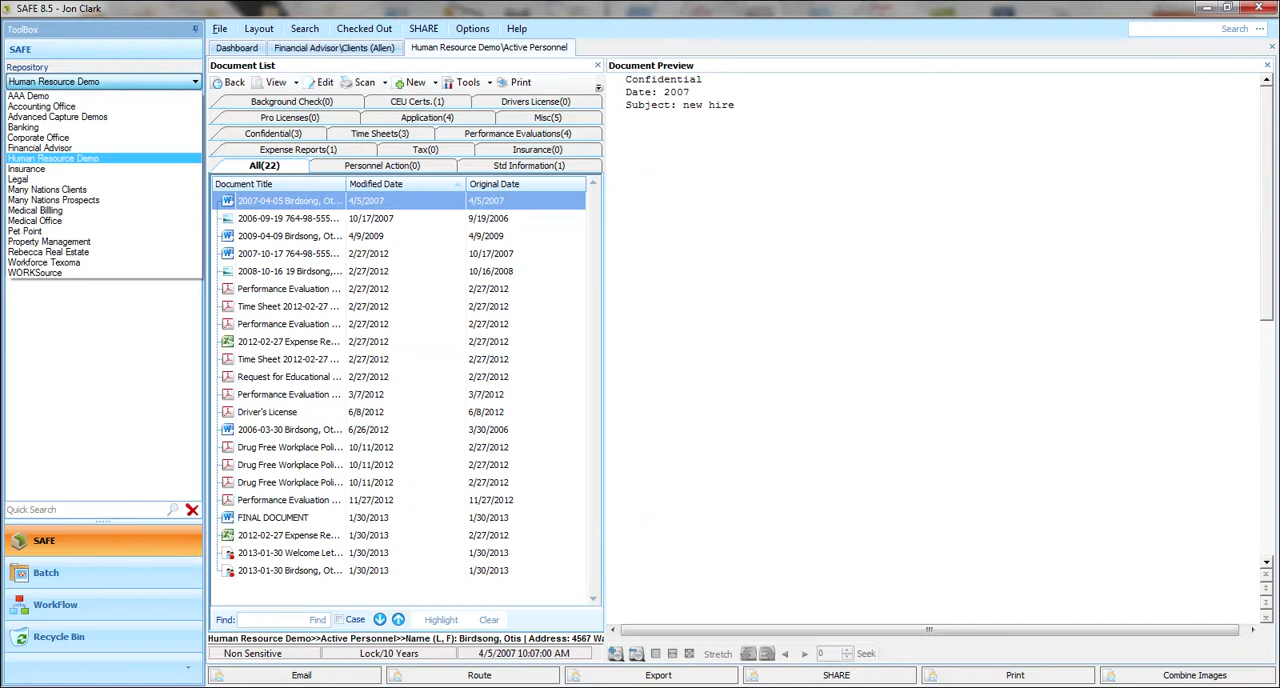 SAFE 8.5 - Jon Clark
ToolBox
SAFE
Repository
Human Resource Demo
AAA Demo
Accounting Office
Advanced Capture Demos
Banking
Corporate Office
Financial Advisor
Human Resource Demo
Insurance
Legal
Many Nations Clients
Many Nations Prospects
Medical Billing
Medical Office
Pet Point
Property Management
Rebecca Real Estate
Workforce Texoma
WORKSource
Quick Search
SAFE
Batch
WorkFlow
Recycle Bin
File Layout Search Checked Out SHARE Options Help
Search
Dashboard Financial Advisor\Clients (Allen) Human Resource Demo\Active Personnel
Document List
Back View Edit Scan New Tools Print
Background Check(0) CEU Certs.(1) Drivers License(0)
Pro Licenses(0) Application(4) Misc(5)
Confidential(3) Time Sheets(3) Performance Evaluations(4)
Expense Reports(1) Tax(0) Insurance(0)
All(22) Personnel Action(0) Std Information(1)
Document Title Modified Date Original Date
2007-04-05 Birdsong, Ot... 4/5/2007 4/5/2007
2006-09-19 764-98-555... 10/17/2007 9/19/2006
2009-04-09 Birdsong, Ot... 4/9/2009 4/9/2009
2007-10-17 764-98-555... 2/27/2012 10/17/2007
2008-10-16 19 Birdsong,... 2/27/2012 10/16/2008
Performance Evaluation ... 2/27/2012 2/27/2012
Time Sheet 2012-02-27 ... 2/27/2012 2/27/2012
Performance Evaluation ... 2/27/2012 2/27/2012
2012-02-27 Expense Re... 2/27/2012 2/27/2012
Time Sheet 2012-02-27 ... 2/27/2012 2/27/2012
Request for Educational ... 2/27/2012 2/27/2012
Performance Evaluation ... 3/7/2012 3/7/2012
Driver's License 6/8/2012 6/8/2012
2006-03-30 Birdsong, Ot... 6/26/2012 3/30/2006
Drug Free Workplace Poli... 10/11/2012 2/27/2012
Drug Free Workplace Poli... 10/11/2012 2/27/2012
Drug Free Workplace Poli... 10/11/2012 2/27/2012
Performance Evaluation ... 11/27/2012 11/27/2012
FINAL DOCUMENT 1/30/2013 1/30/2013
2012-02-27 Expense Re... 1/30/2013 2/27/2012
2013-01-30 Welcome Let... 1/30/2013 1/30/2013
2013-01-30 Birdsong, Ot... 1/30/2013 1/30/2013
Find: Find Case Highlight Clear
Human Resource Demo>>Active Personnel>>Name (L, F): Birdsong, Otis | Address: 4567 Wa
Non Sensitive Lock/10 Years 4/5/2007 10:07:00 AM
Document Preview
Confidential
Date: 2007
Subject: new hire
Stretch 0 Seek
Email Route Export SHARE Print Combine Images